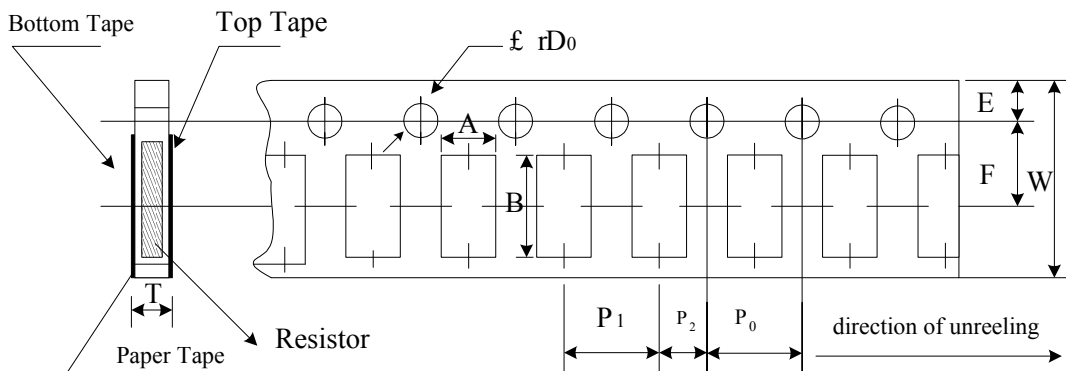 Bottom Tape
Top Tape
£ rD0
E
A
F
W
B
T
P1
P2
P0
direction of unreeling
Resistor
Paper Tape